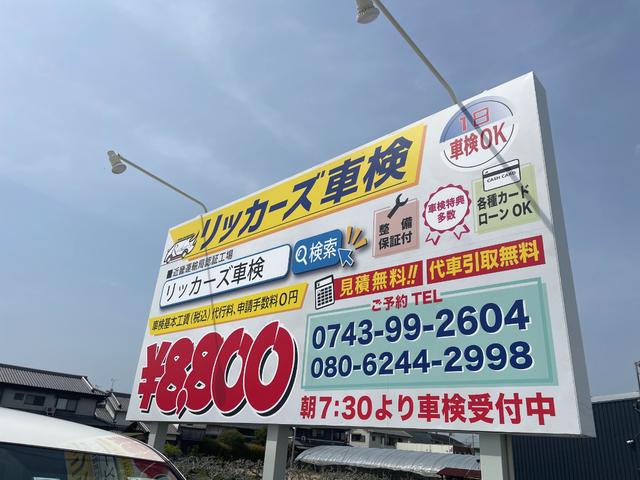 リッカーズ車検
1日
車検OK
■近畿運輸局認証工場
リッカーズ車検
検索
整備
保証付
車検特典
多数
CASH CARD
各種カード
ローンOK
見積無料!!
代車引取無料
車検基本工賃(税込)代行料、申請手数料0円
¥8,800
ご予約TEL
0743-99-2604
080-6244-2998
朝7:30より車検受付中